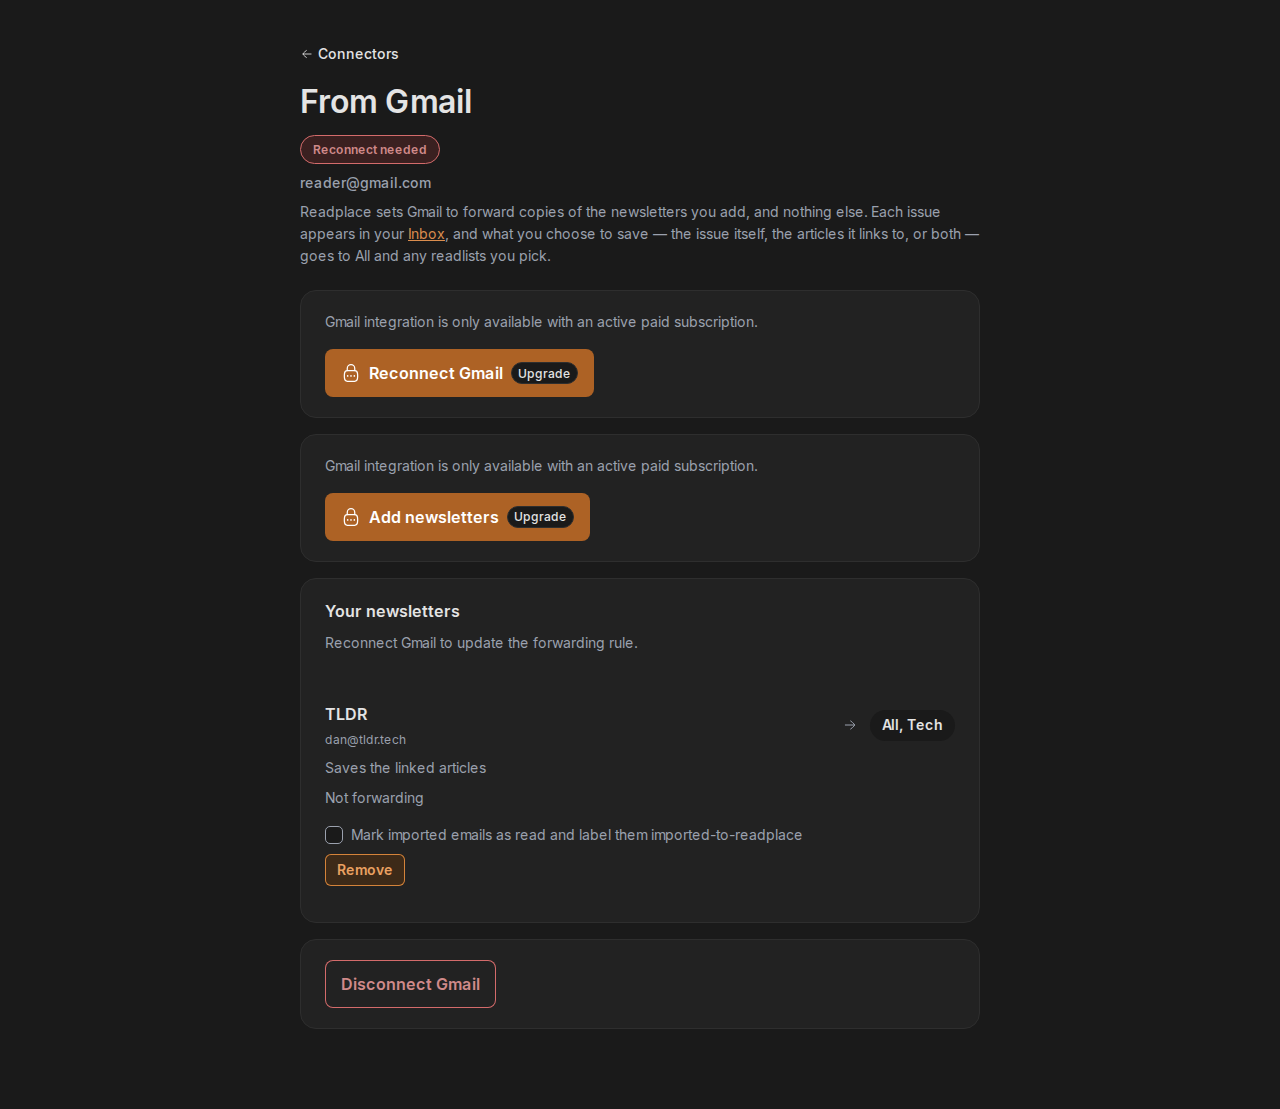 ← Connectors
From Gmail
Reconnect needed
reader@gmail.com
Readplace sets Gmail to forward copies of the newsletters you add, and nothing else. Each issue
appears in your Inbox, and what you choose to save — the issue itself, the articles it links to, or both —
goes to All and any readlists you pick.
Gmail integration is only available with an active paid subscription.
Reconnect Gmail Upgrade
Gmail integration is only available with an active paid subscription.
Add newsletters Upgrade
Your newsletters
Reconnect Gmail to update the forwarding rule.
TLDR
→ All, Tech
dan@tldr.tech
Saves the linked articles
Not forwarding
Mark imported emails as read and label them imported-to-readplace
Remove
Disconnect Gmail